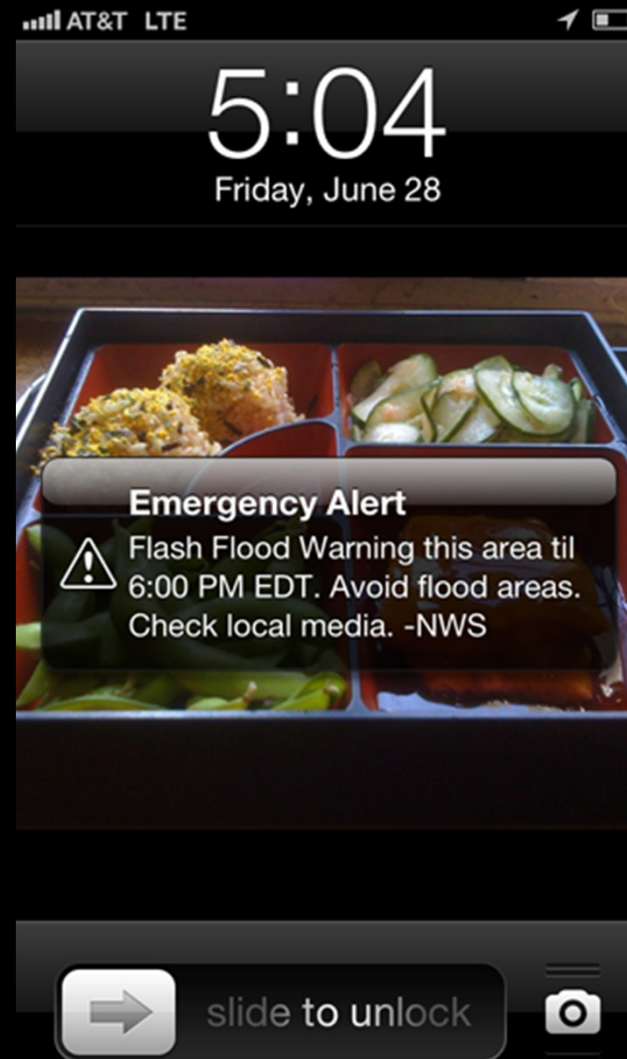 AT&T LTE
5:04
Friday, June 28
Emergency Alert
Flash Flood Warning this area til
6:00 PM EDT. Avoid flood areas.
Check local media. -NWS
slide to unlock